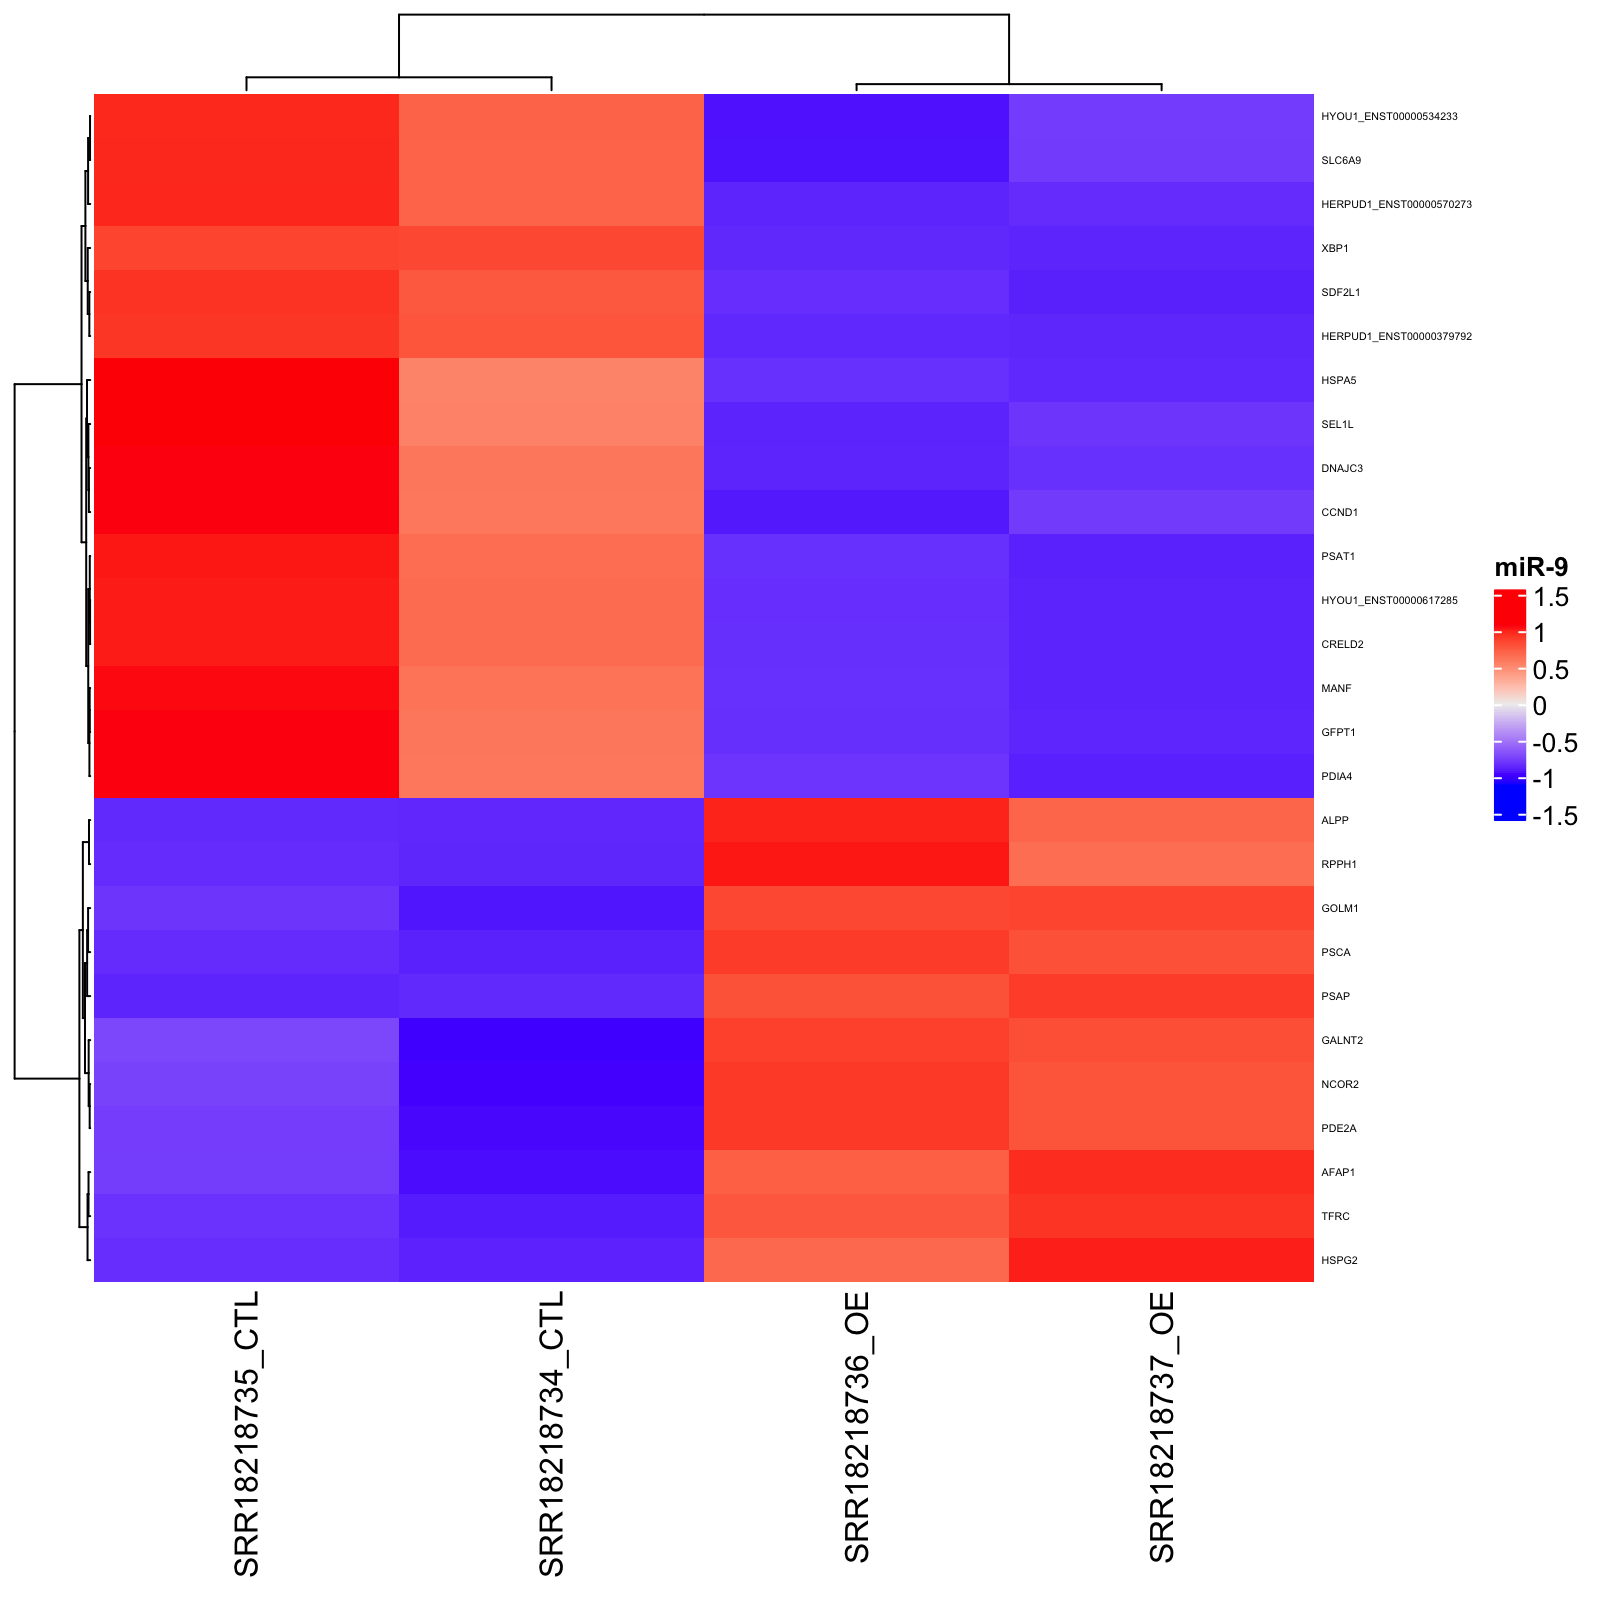 HYOU1_ENST00000534233
SLC6A9
HERPUD1_ENST00000570273
XBP1
SDF2L1
HERPUD1_ENST00000379792
HSPA5
SEL1L
DNAJC3
CCND1
PSAT1
HYOU1_ENST00000617285
CRELD2
MANF
GFPT1
PDIA4
ALPP
RPPH1
GOLM1
PSCA
PSAP
GALNT2
NCOR2
PDE2A
AFAP1
TFRC
HSPG2
miR-9
1.5
1
0.5
0
-0.5
-1
-1.5
SRR18218735_CTL
SRR18218734_CTL
SRR18218736_OE
SRR18218737_OE